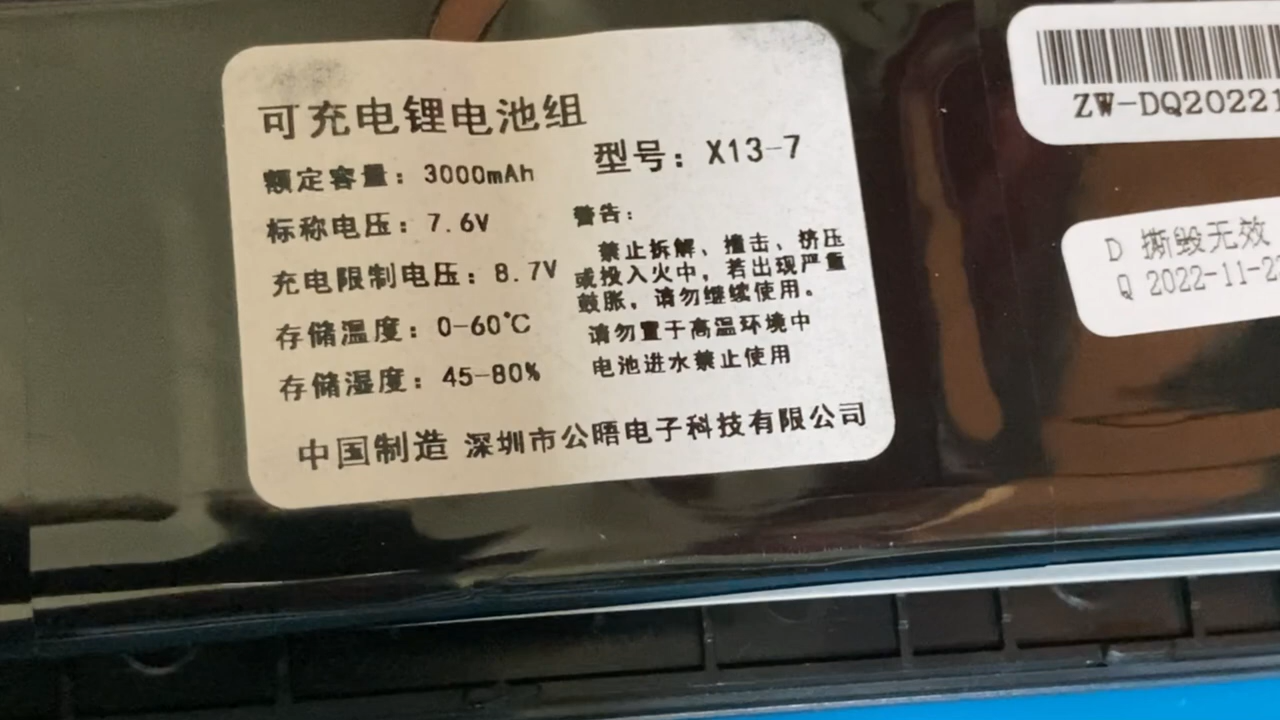 可充电锂电池组
型号：X13-7
额定容量：3000mAh
标称电压：7.6V
充电限制电压：8.7V
存储温度：0-60℃
存储湿度：45-80%
警告：
禁止拆解、撞击、挤压
或投入火中，若出现严重
鼓胀，请勿继续使用。
请勿置于高温环境中
电池进水禁止使用
中国制造 深圳市公晤电子科技有限公司
ZW-DQ20221
D 撕毁无效
Q 2022-11-2